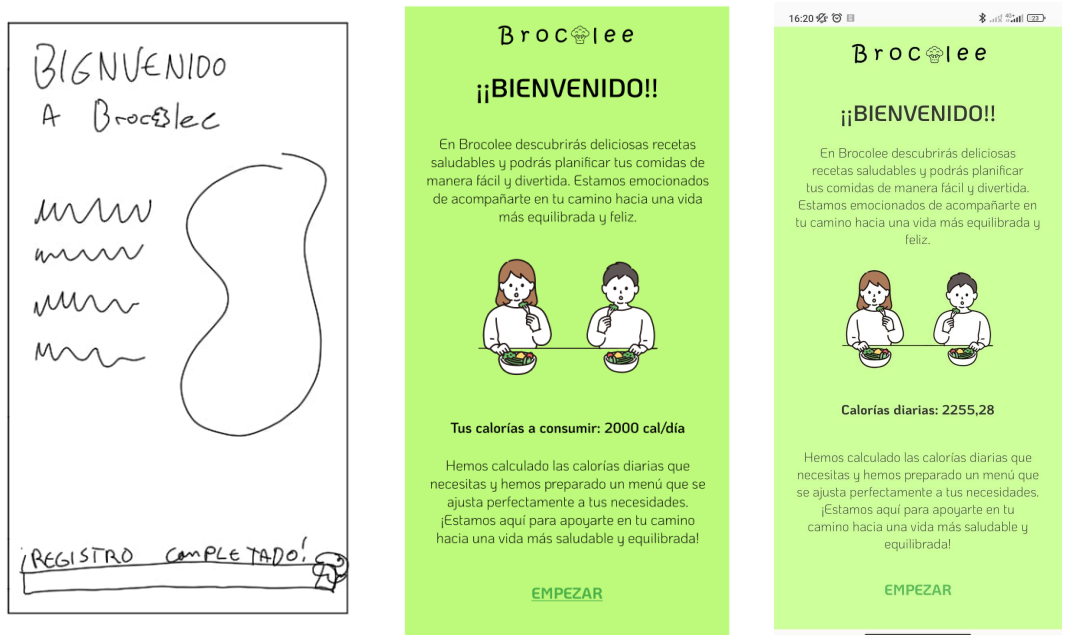 BIENVENIDO
A Brocolee
¡REGISTRO COMPLETADO!
Brocolee
¡¡BIENVENIDO!!
En Brocolee descubrirás deliciosas recetas
saludables y podrás planificar tus comidas de
manera fácil y divertida. Estamos emocionados
de acompañarte en tu camino hacia una vida
más equilibrada y feliz.
Tus calorías a consumir: 2000 cal/día
Hemos calculado las calorías diarias que
necesitas y hemos preparado un menú que se
ajusta perfectamente a tus necesidades.
¡Estamos aquí para apoyarte en tu camino
hacia una vida más saludable y equilibrada!
EMPEZAR
16:20
23
Brocolee
¡¡BIENVENIDO!!
En Brocolee descubrirás deliciosas
recetas saludables y podrás planificar
tus comidas de manera fácil y divertida.
Estamos emocionados de acompañarte en
tu camino hacia una vida más equilibrada y
feliz.
Calorías diarias: 2255,28
Hemos calculado las calorías diarias que
necesitas y hemos preparado un menú que
se ajusta perfectamente a tus necesidades.
¡Estamos aquí para apoyarte en tu
camino hacia una vida más saludable y
equilibrada!
EMPEZAR